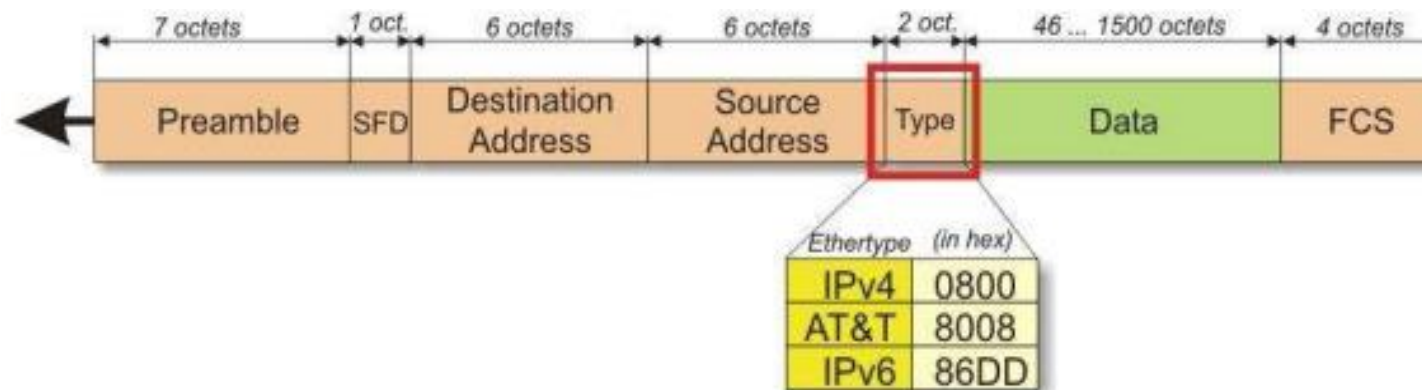 7 octets 1 oct. 6 octets 6 octets 2 oct. 46 ... 1500 octets 4 octets
Preamble SFD Destination Address Source Address Type Data FCS
Ethertype (in hex)
IPv4 0800
AT&T 8008
IPv6 86DD